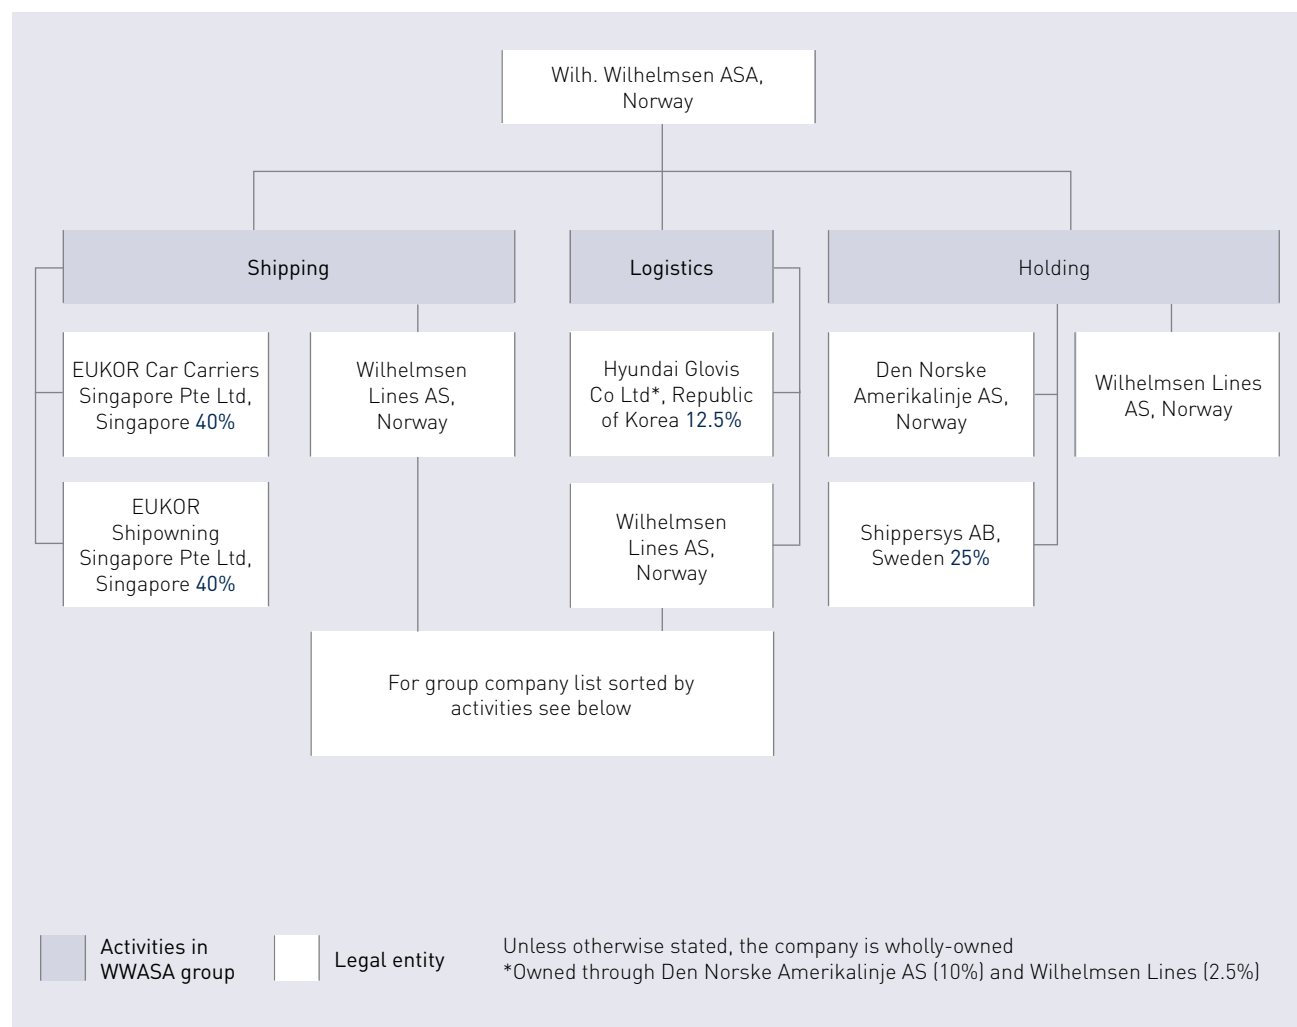 Wilh. Wilhelmsen ASA,
Norway
Shipping
Logistics
Holding
EUKOR Car Carriers
Singapore Pte Ltd,
Singapore 40%
Wilhelmsen
Lines AS,
Norway
Hyundai Glovis
Co Ltd*, Republic
of Korea 12.5%
Den Norske
Amerikalinje AS,
Norway
Wilhelmsen Lines
AS, Norway
EUKOR
Shipowning
Singapore Pte Ltd,
Singapore 40%
Wilhelmsen
Lines AS,
Norway
Shippersys AB,
Sweden 25%
For group company list sorted by
activities see below
Activities in
WWASA group
Legal entity
Unless otherwise stated, the company is wholly-owned
*Owned through Den Norske Amerikalinje AS (10%) and Wilhelmsen Lines (2.5%)